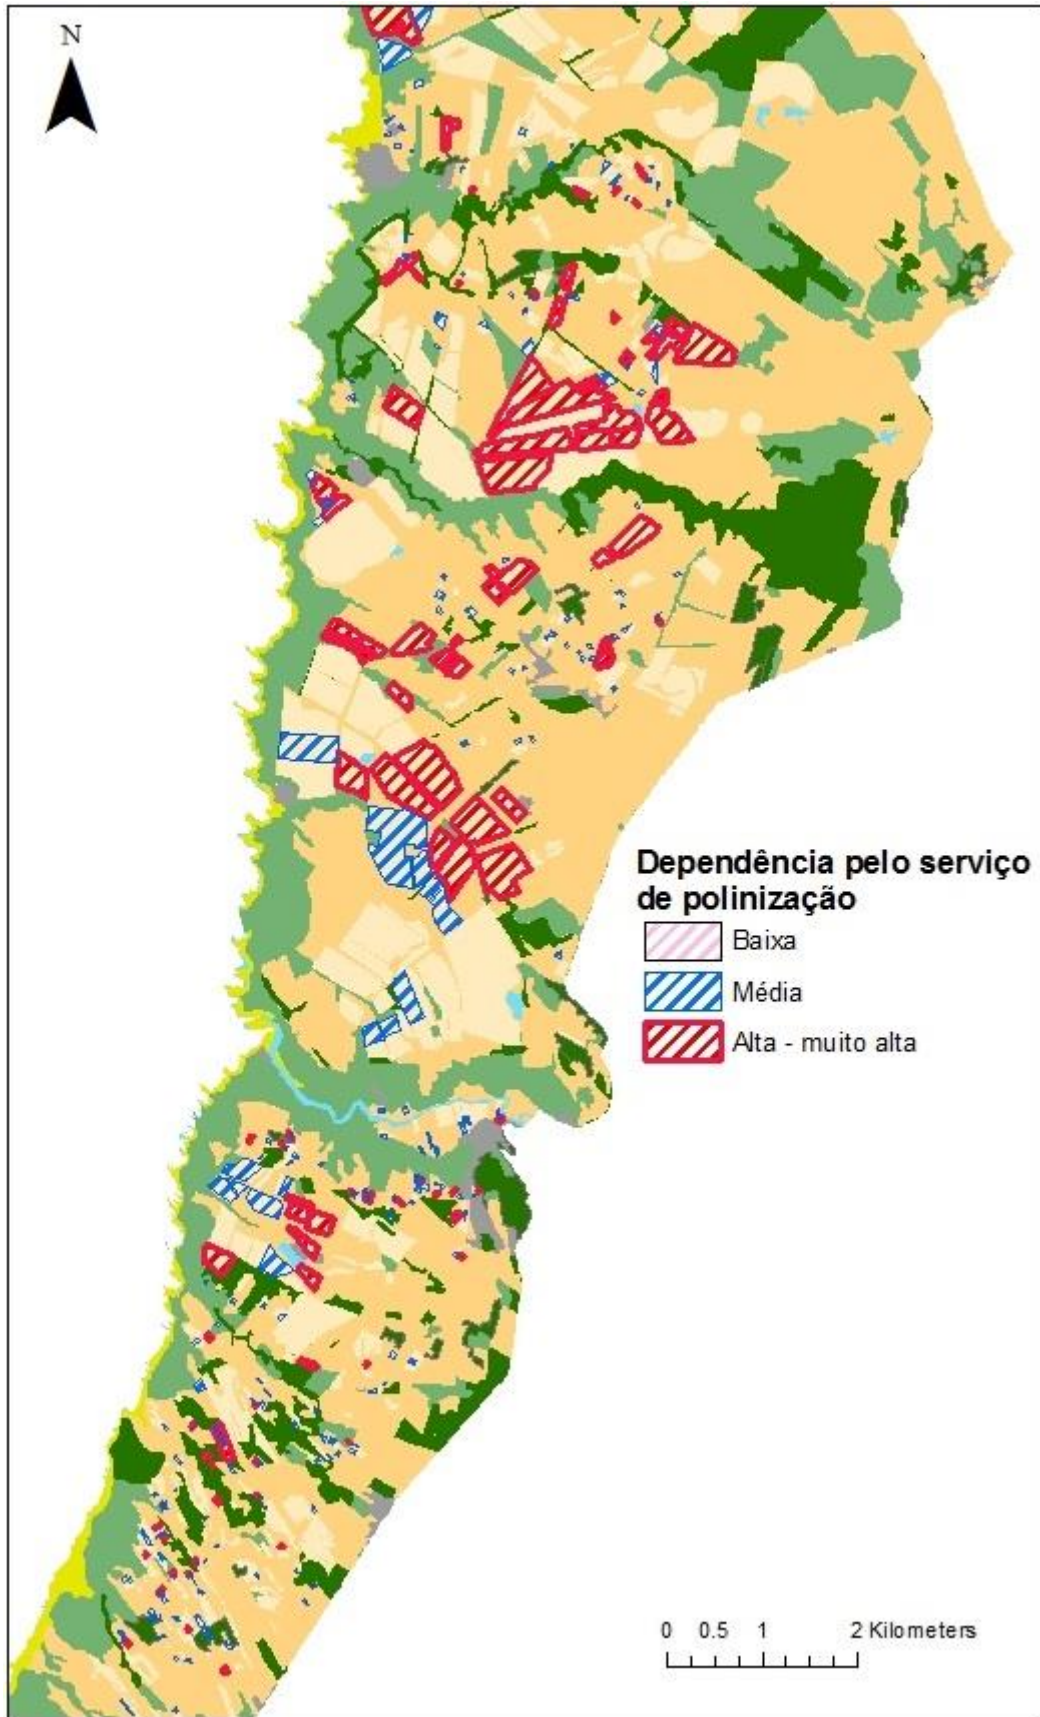 N
Dependência pelo serviço
de polinização
Baixa
Média
Alta - muito alta
0 0.5 1 2 Kilometers